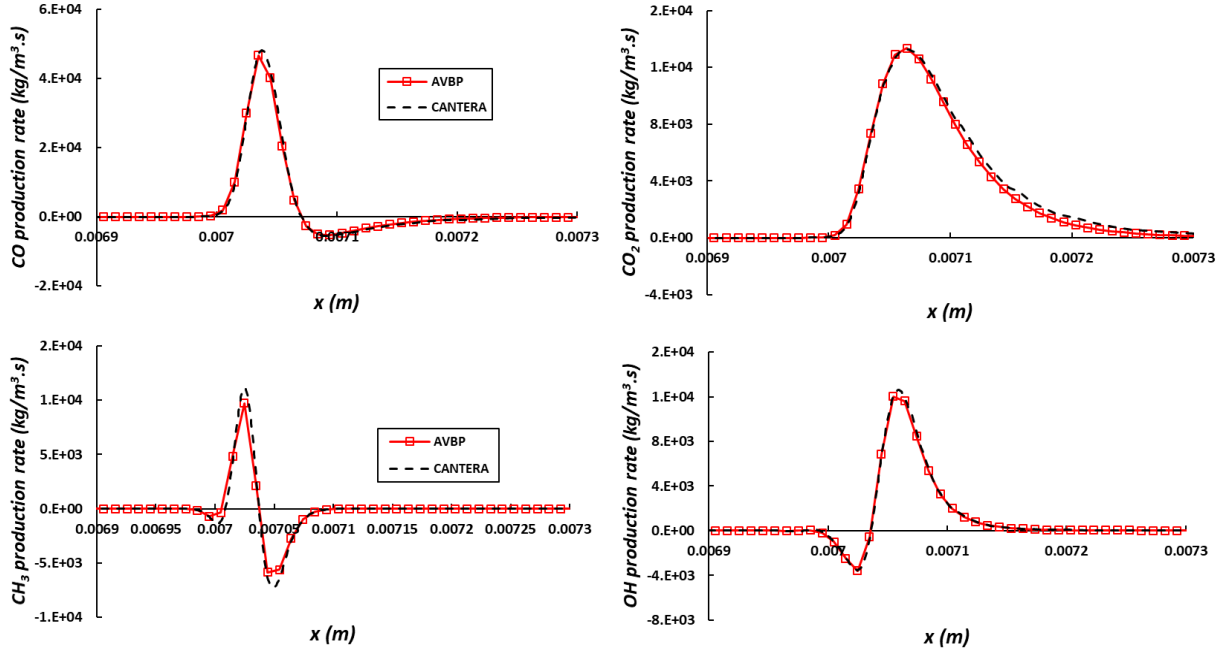 CO production rate (kg/m³.s)
6.E+04
4.E+04
2.E+04
0.E+00
-2.E+04
0.0069
0.007
0.0071
0.0072
0.0073
x (m)
AVBP
CANTERA
CO₂ production rate (kg/m³.s)
2.E+04
1.E+04
8.E+03
4.E+03
0.E+00
-4.E+03
0.0069
0.007
0.0071
0.0072
0.0073
x (m)
CH₃ production rate (kg/m³.s)
2.E+04
1.E+04
5.E+03
0.E+00
-5.E+03
-1.E+04
0.0069
0.00695
0.007
0.00705
0.0071
0.00715
0.0072
0.00725
0.0073
x (m)
AVBP
CANTERA
OH production rate (kg/m³.s)
2.E+04
1.E+04
8.E+03
4.E+03
0.E+00
-4.E+03
-8.E+03
0.0069
0.007
0.0071
0.0072
0.0073
x (m)